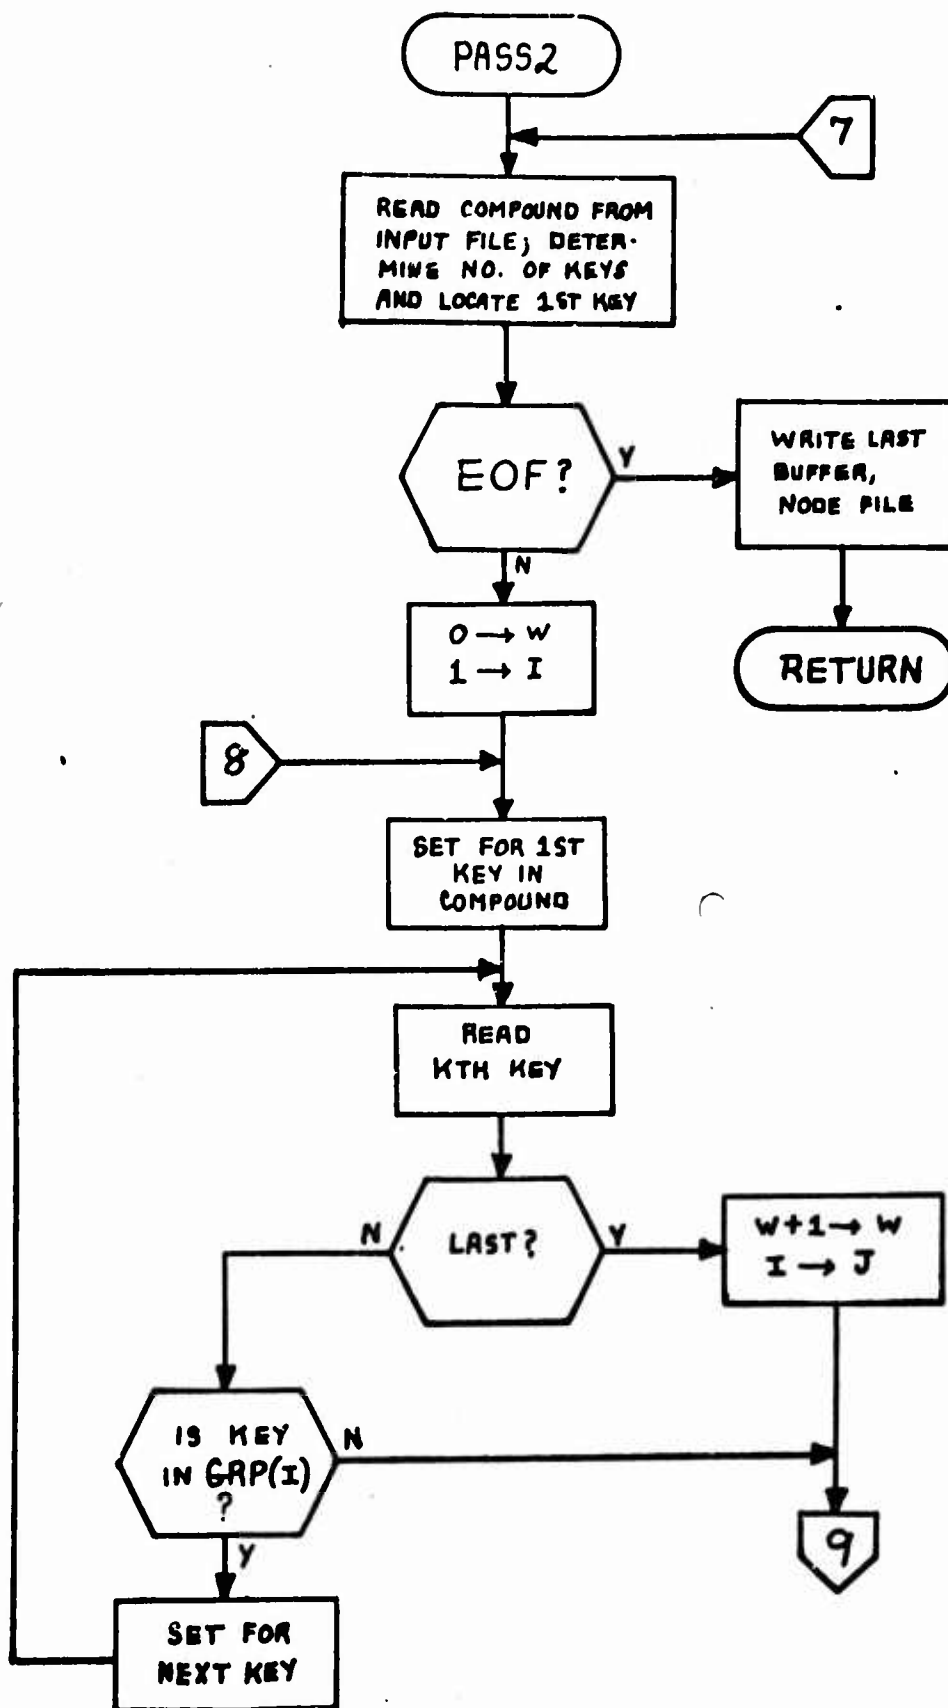 PASS2
7
READ COMPOUND FROM
INPUT FILE; DETER-
MINE NO. OF KEYS
AND LOCATE 1ST KEY
EOF?
Y
WRITE LAST
BUFFER,
NODE FILE
N
0 → W
1 → I
RETURN
8
SET FOR 1ST
KEY IN
COMPOUND
READ
KTH KEY
LAST?
N
Y
W+1 → W
I → J
IS KEY
IN GRP(I)
?
N
Y
9
SET FOR
NEXT KEY